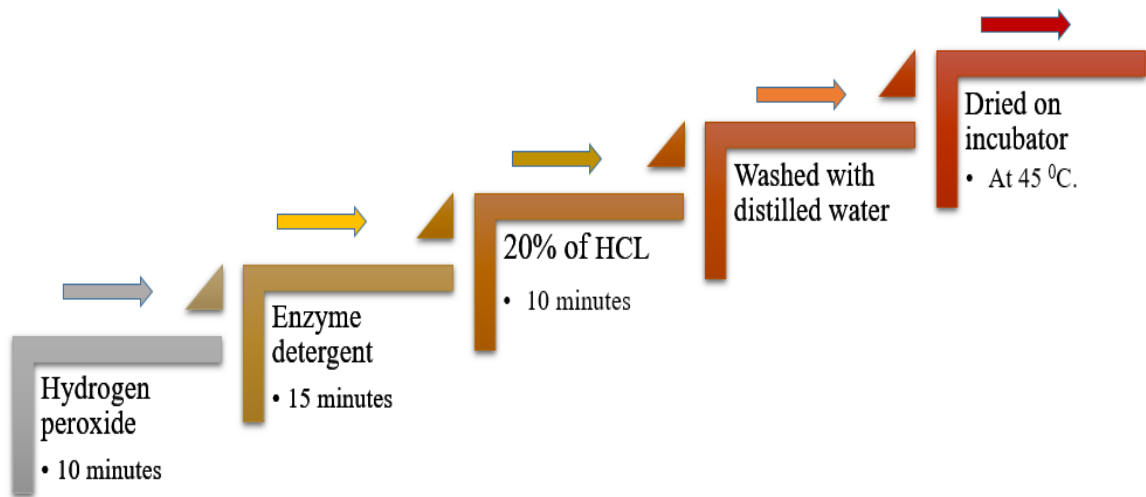 Hydrogen
peroxide
• 10 minutes
Enzyme
detergent
• 15 minutes
20% of HCL
• 10 minutes
Washed with
distilled water
Dried on
incubator
• At 45 ⁰C.